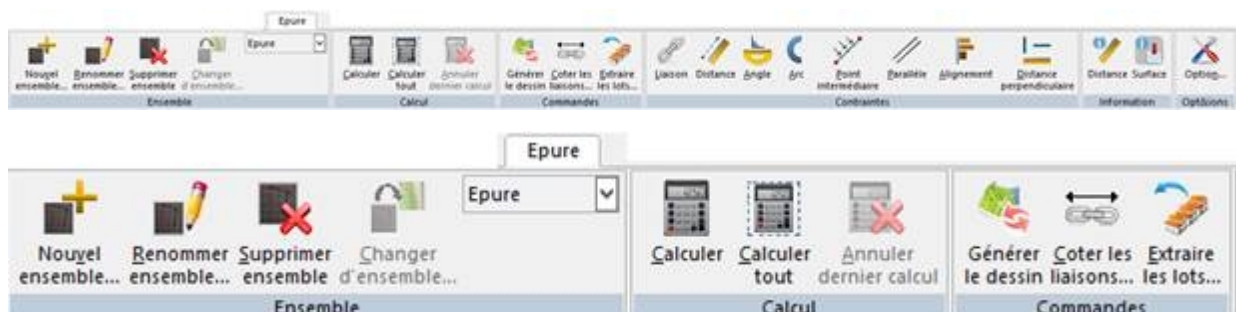 Epure
Nouvel Renommer Supprimer Changer Epure Calculer Calculer Annuler Générer Coter les Extraire Liaison Distance Angle Arc Point Parallèle Alignement Distance Distance Surface Option...
ensemble... ensemble... ensemble d'ensemble... tout dernier calcul le dessin liaisons... les lots... intermédiaire perpendiculaire
Ensemble Calcul Commandes Contraintes Information Opt&ions
Epure
Epure
Nouvel Renommer Supprimer Changer Calculer Calculer Annuler Générer Coter les Extraire
ensemble... ensemble... ensemble d'ensemble... tout dernier calcul le dessin liaisons... les lots...
Ensemble Calcul Commandes